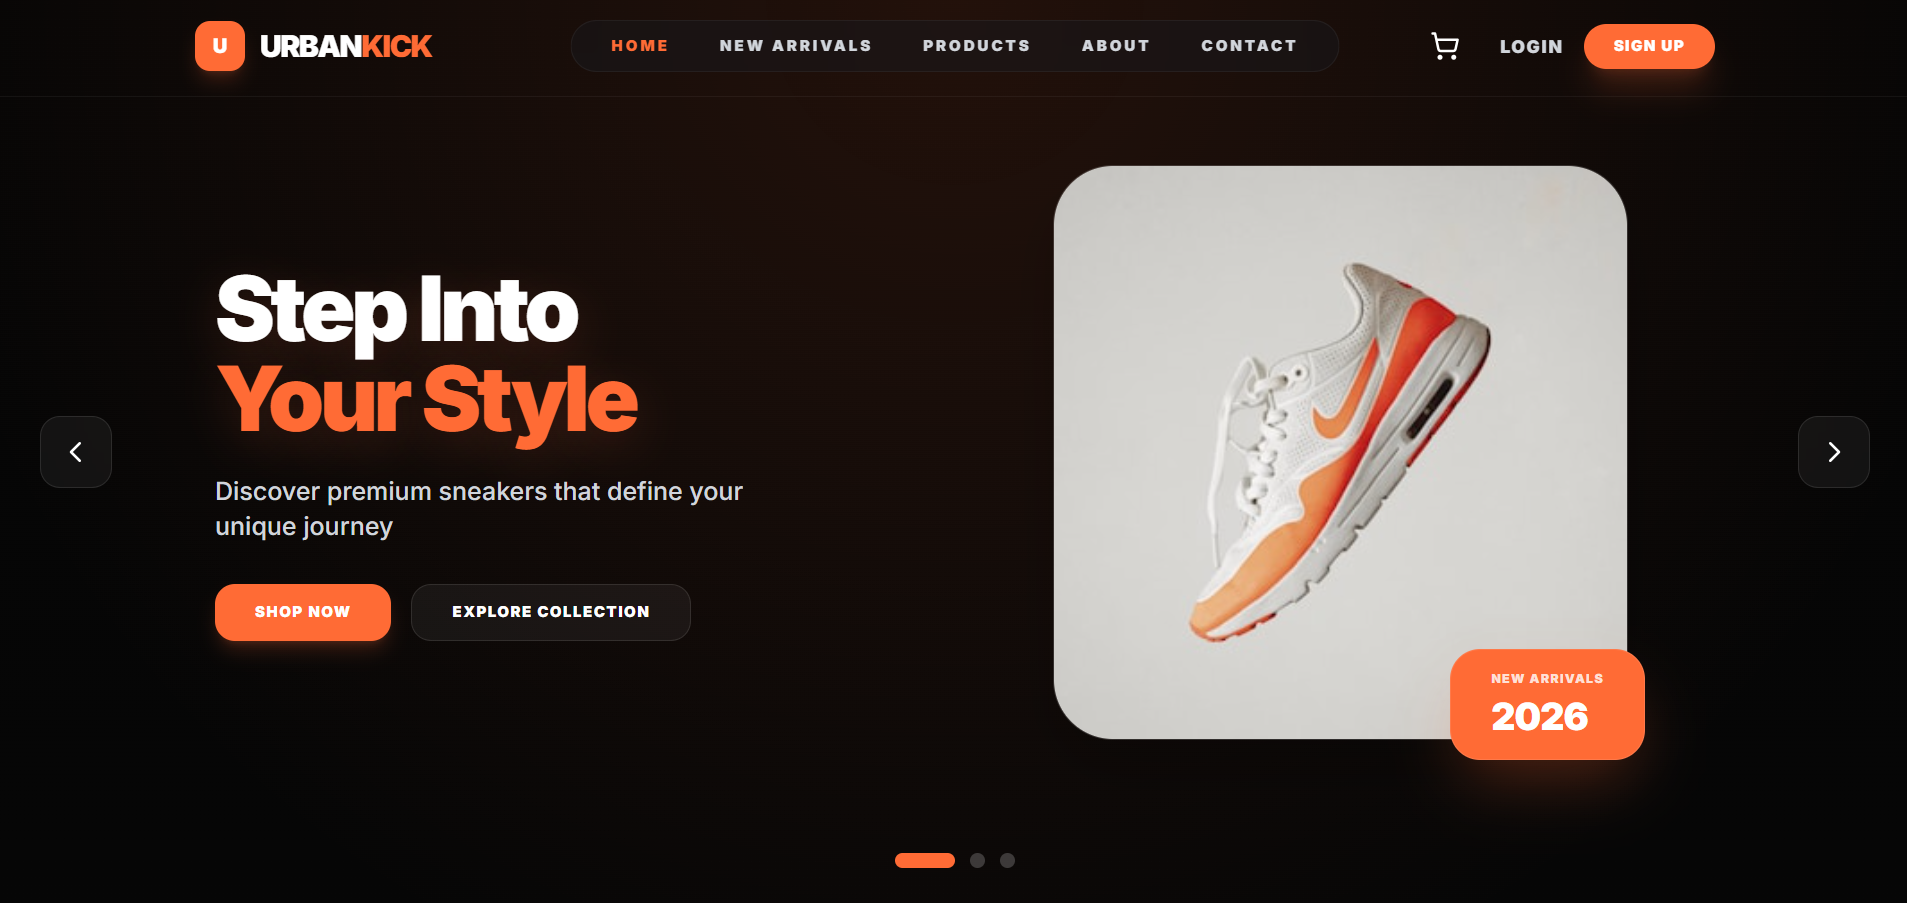 U URBANKICK
HOME NEW ARRIVALS PRODUCTS ABOUT CONTACT
LOGIN SIGN UP
Step Into
Your Style
Discover premium sneakers that define your
unique journey
SHOP NOW EXPLORE COLLECTION
NEW ARRIVALS
2026